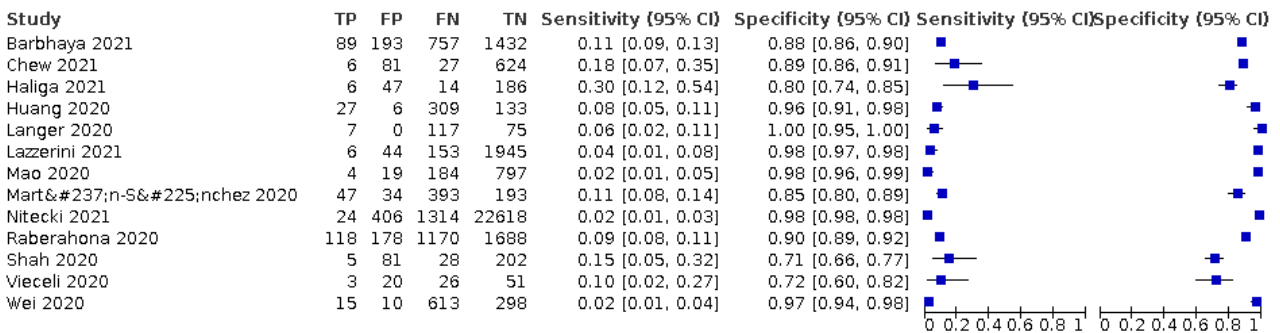 Study TP FP FN TN Sensitivity (95% CI) Specificity (95% CI) Sensitivity (95% CI)Specificity (95% CI)
Barbhaya 2021 89 193 757 1432 0.11 [0.09, 0.13] 0.88 [0.86, 0.90]
Chew 2021 6 81 27 624 0.18 [0.07, 0.35] 0.89 [0.86, 0.91]
Haliga 2021 6 47 14 186 0.30 [0.12, 0.54] 0.80 [0.74, 0.85]
Huang 2020 27 6 309 133 0.08 [0.05, 0.11] 0.96 [0.91, 0.98]
Langer 2020 7 0 117 75 0.06 [0.02, 0.11] 1.00 [0.95, 1.00]
Lazzerini 2021 6 44 153 1945 0.04 [0.01, 0.08] 0.98 [0.97, 0.98]
Mao 2020 4 19 184 797 0.02 [0.01, 0.05] 0.98 [0.96, 0.99]
Mart&#237;n-S&#225;nchez 2020 47 34 393 193 0.11 [0.08, 0.14] 0.85 [0.80, 0.89]
Nitecki 2021 24 406 1314 22618 0.02 [0.01, 0.03] 0.98 [0.98, 0.98]
Raberahona 2020 118 178 1170 1688 0.09 [0.08, 0.11] 0.90 [0.89, 0.92]
Shah 2020 5 81 28 202 0.15 [0.05, 0.32] 0.71 [0.66, 0.77]
Vieceli 2020 3 20 26 51 0.10 [0.02, 0.27] 0.72 [0.60, 0.82]
Wei 2020 15 10 613 298 0.02 [0.01, 0.04] 0.97 [0.94, 0.98]
0 0.2 0.4 0.6 0.8 1 0 0.2 0.4 0.6 0.8 1